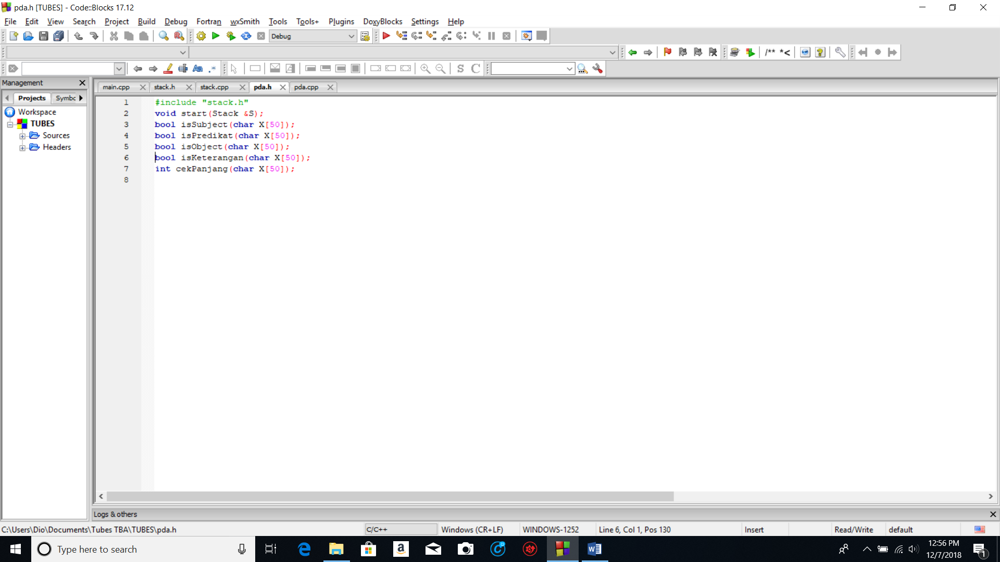 pda.h [TUBES] - Code::Blocks 17.12
File Edit View Search Project Build Debug Fortran wxSmith Tools Tools+ Plugins DoxyBlocks Settings Help
Debug
/** *<
Aa .*
S C
Management
main.cpp stack.h stack.cpp pda.h pda.cpp
Projects Symbc
Workspace
TUBES
Sources
Headers
1 #include "stack.h"
2 void start(Stack &S);
3 bool isSubject(char X[50]);
4 bool isPredikat(char X[50]);
5 bool isObject(char X[50]);
6 bool isKeterangan(char X[50]);
7 int cekPanjang(char X[50]);
8
Logs & others
C:\Users\Dio\Documents\Tubes TBA\TUBES\pda.h C/C++ Windows (CR+LF) WINDOWS-1252 Line 6, Col 1, Pos 130 Insert Read/Write default
Type here to search
12:56 PM
12/7/2018
1